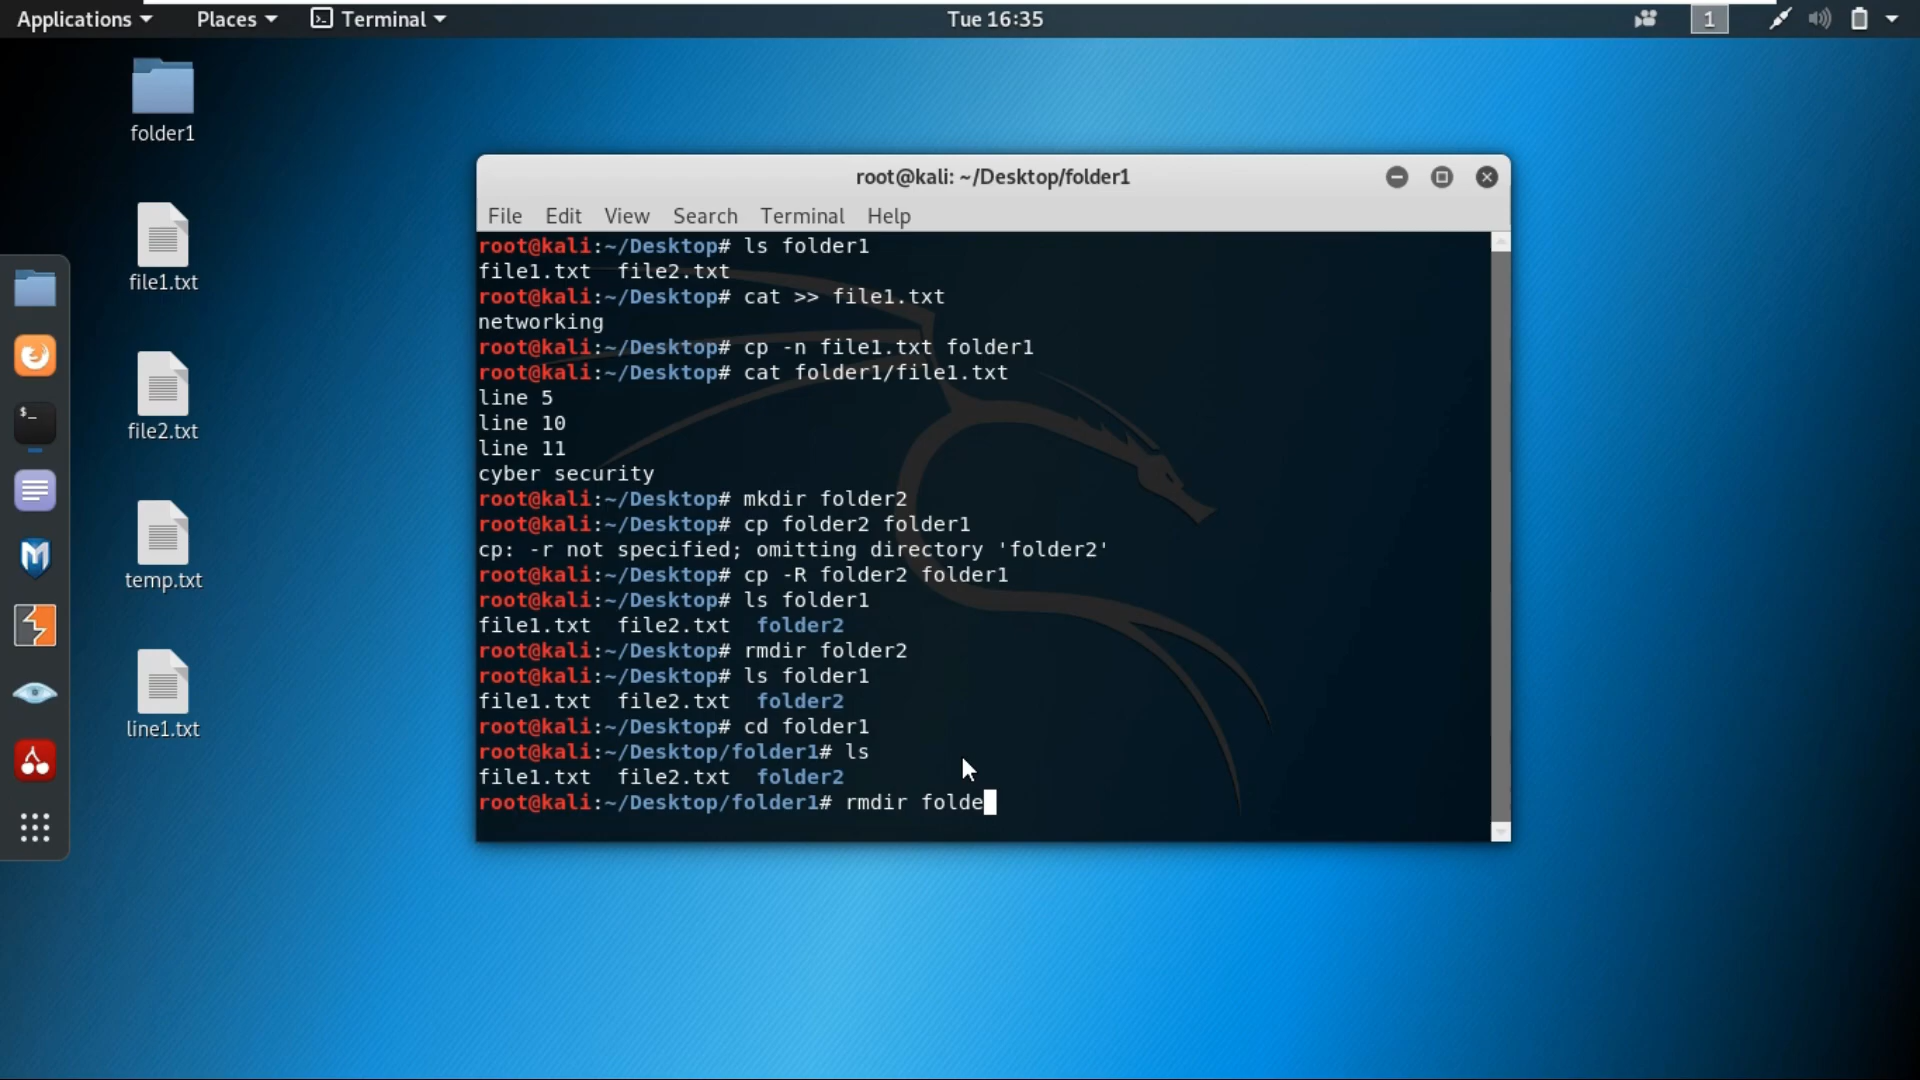 Applications Places Terminal Tue 16:35 1
folder1
file1.txt
file2.txt
temp.txt
line1.txt
root@kali: ~/Desktop/folder1
File Edit View Search Terminal Help
root@kali:~/Desktop# ls folder1
file1.txt file2.txt
root@kali:~/Desktop# cat >> file1.txt
networking
root@kali:~/Desktop# cp -n file1.txt folder1
root@kali:~/Desktop# cat folder1/file1.txt
line 5
line 10
line 11
cyber security
root@kali:~/Desktop# mkdir folder2
root@kali:~/Desktop# cp folder2 folder1
cp: -r not specified; omitting directory 'folder2'
root@kali:~/Desktop# cp -R folder2 folder1
root@kali:~/Desktop# ls folder1
file1.txt file2.txt folder2
root@kali:~/Desktop# rmdir folder2
root@kali:~/Desktop# ls folder1
file1.txt file2.txt folder2
root@kali:~/Desktop# cd folder1
root@kali:~/Desktop/folder1# ls
file1.txt file2.txt folder2
root@kali:~/Desktop/folder1# rmdir folde